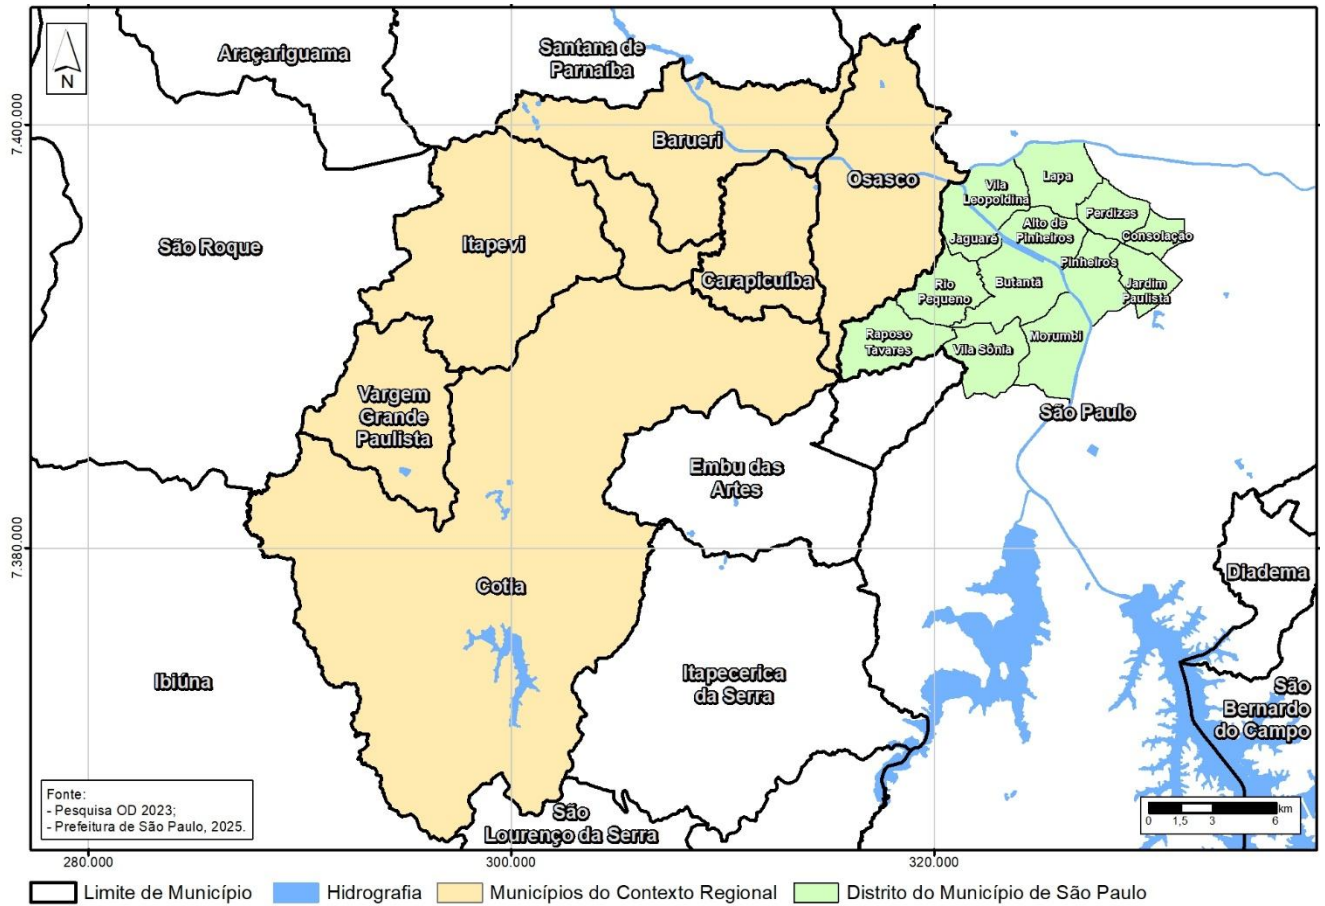 Araçariguama
Santana de
Parnaíba
N
7.400.000
Barueri
Osasco
Vila
Leopoldina
Lapa
Perdizes
Consolação
Alto de
Pinheiros
Jaguaré
Pinheiros
São Roque
Itapevi
Carapicuíba
Rio
Pequeno
Butantã
Jardim
Paulista
Raposo
Tavares
Vila Sônia
Morumbi
Vargem
Grande
Paulista
São Paulo
Embu das
Artes
7.380.000
Cotia
Diadema
Ibiúna
Itapecerica
da Serra
São
Bernardo
do Campo
Fonte:
- Pesquisa OD 2023;
- Prefeitura de São Paulo, 2025.
São
Lourenço da Serra
km
0 1,5 3 6
280.000 300.000 320.000
Limite de Município Hidrografia Municípios do Contexto Regional Distrito do Município de São Paulo